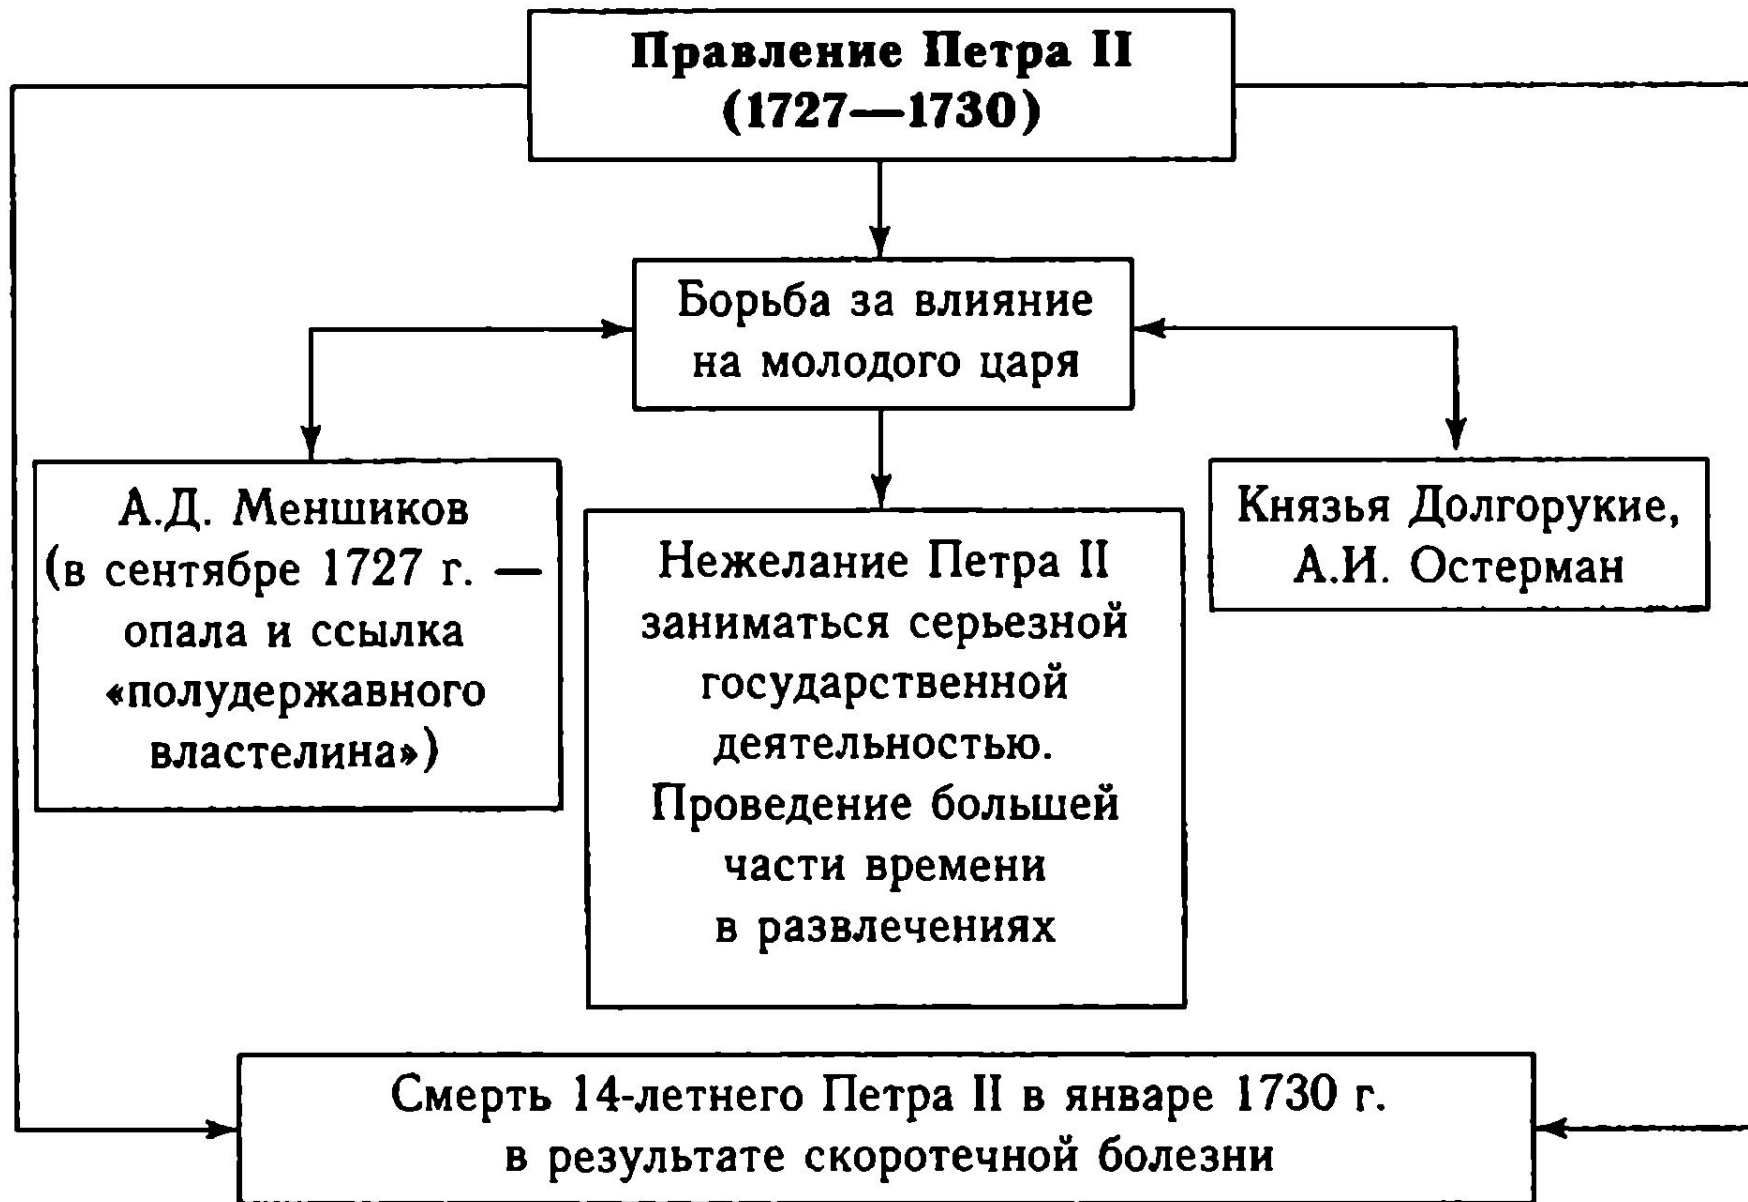 Правление Петра II
(1727—1730)
Борьба за влияние
на молодого царя
А.Д. Меншиков
(в сентябре 1727 г. —
опала и ссылка
«полудержавного
властелина»)
Нежелание Петра II
заниматься серьезной
государственной
деятельностью.
Проведение большей
части времени
в развлечениях
Князья Долгорукие,
А.И. Остерман
Смерть 14-летнего Петра II в январе 1730 г.
в результате скоротечной болезни